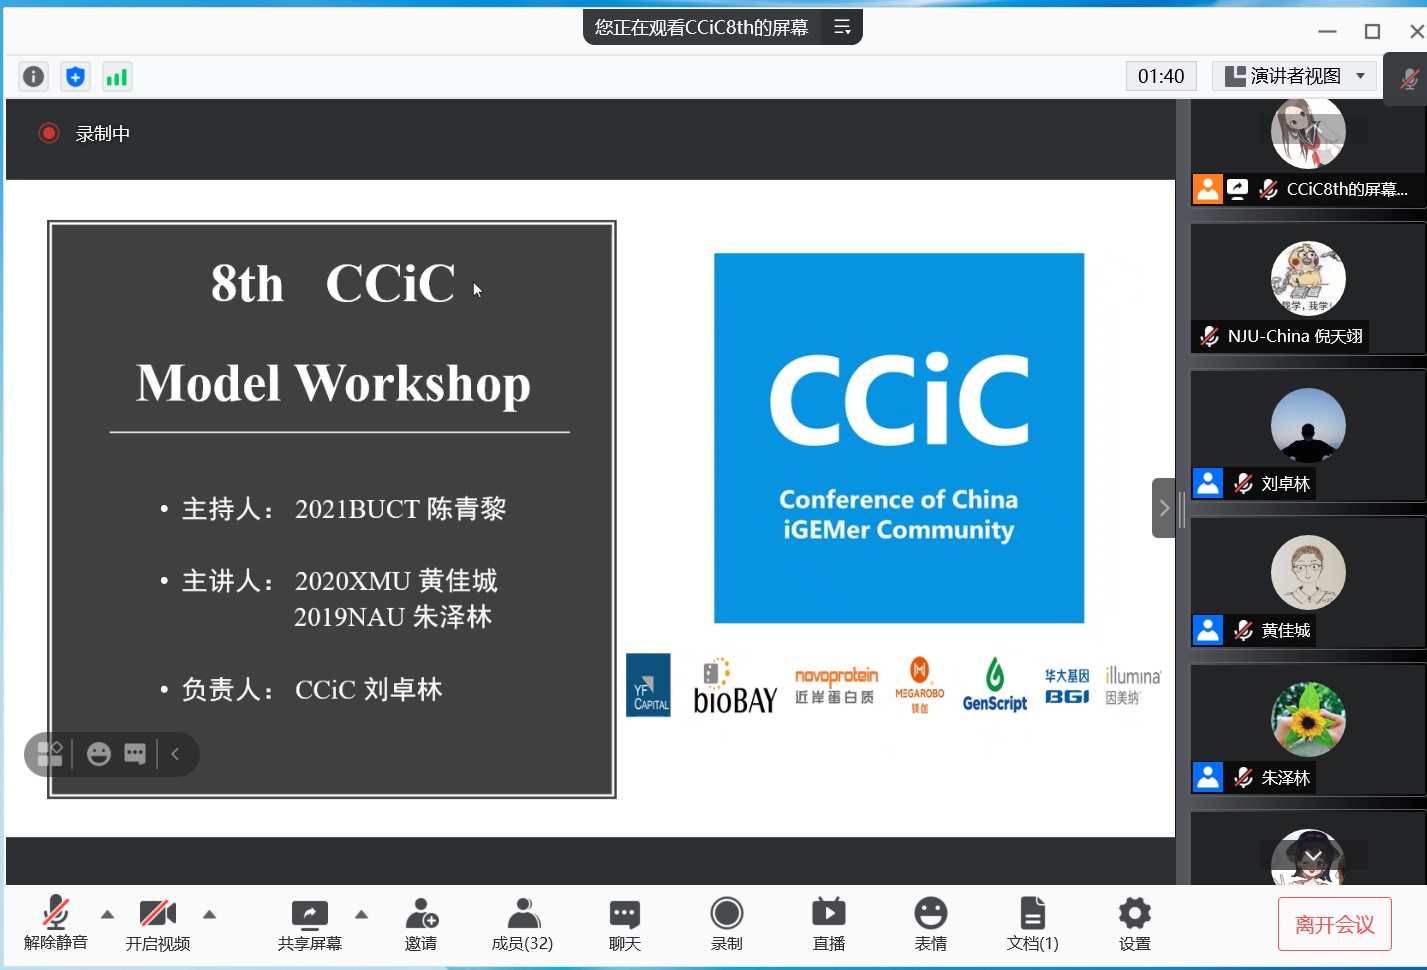 您正在观看CCiC8th的屏幕
01:40
演讲者视图
录制中
8th CCiC
Model Workshop
• 主持人： 2021BUCT 陈青黎
• 主讲人： 2020XMU 黄佳城
2019NAU 朱泽林
• 负责人： CCiC 刘卓林
CCiC
Conference of China
iGEMer Community
YF
CAPITAL
bioBAY
novoprotein
近岸蛋白质
MEGAROBO
镁伽
GenScript
华大基因
BGI
illumina
因美纳
CCiC8th的屏幕...
我学，我学!
NJU-China 倪天翊
刘卓林
黄佳城
朱泽林
解除静音
开启视频
共享屏幕
邀请
成员(32)
聊天
录制
直播
表情
文档(1)
设置
离开会议